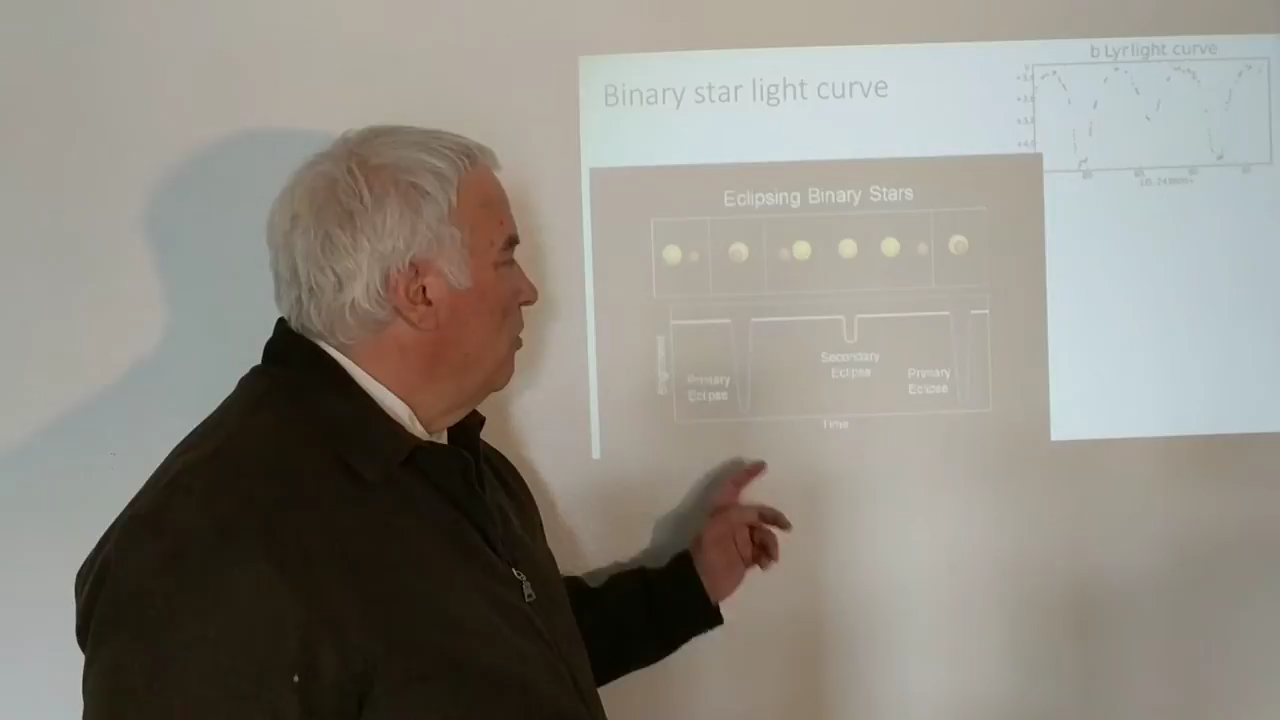 b Lyr light curve
Binary star light curve
Eclipsing Binary Stars
Secondary
Eclipse
Primary
Eclipse
Primary
Eclipse
Time